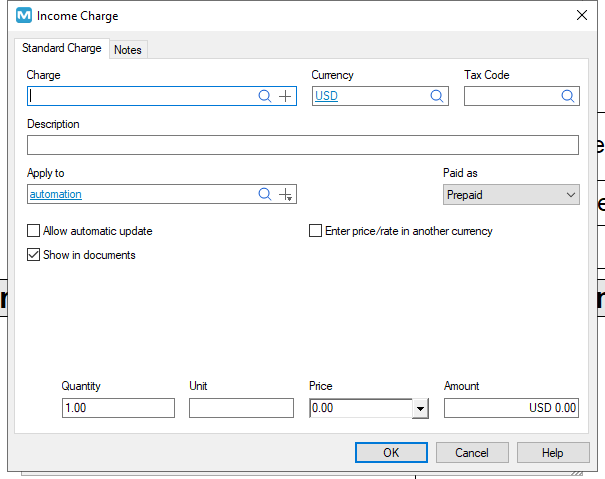 M Income Charge
Standard Charge Notes
Charge Currency Tax Code
USD
Description
Apply to Paid as
automation Prepaid
Allow automatic update Enter price/rate in another currency
Show in documents
Quantity Unit Price Amount
1.00 0.00 USD 0.00
OK Cancel Help